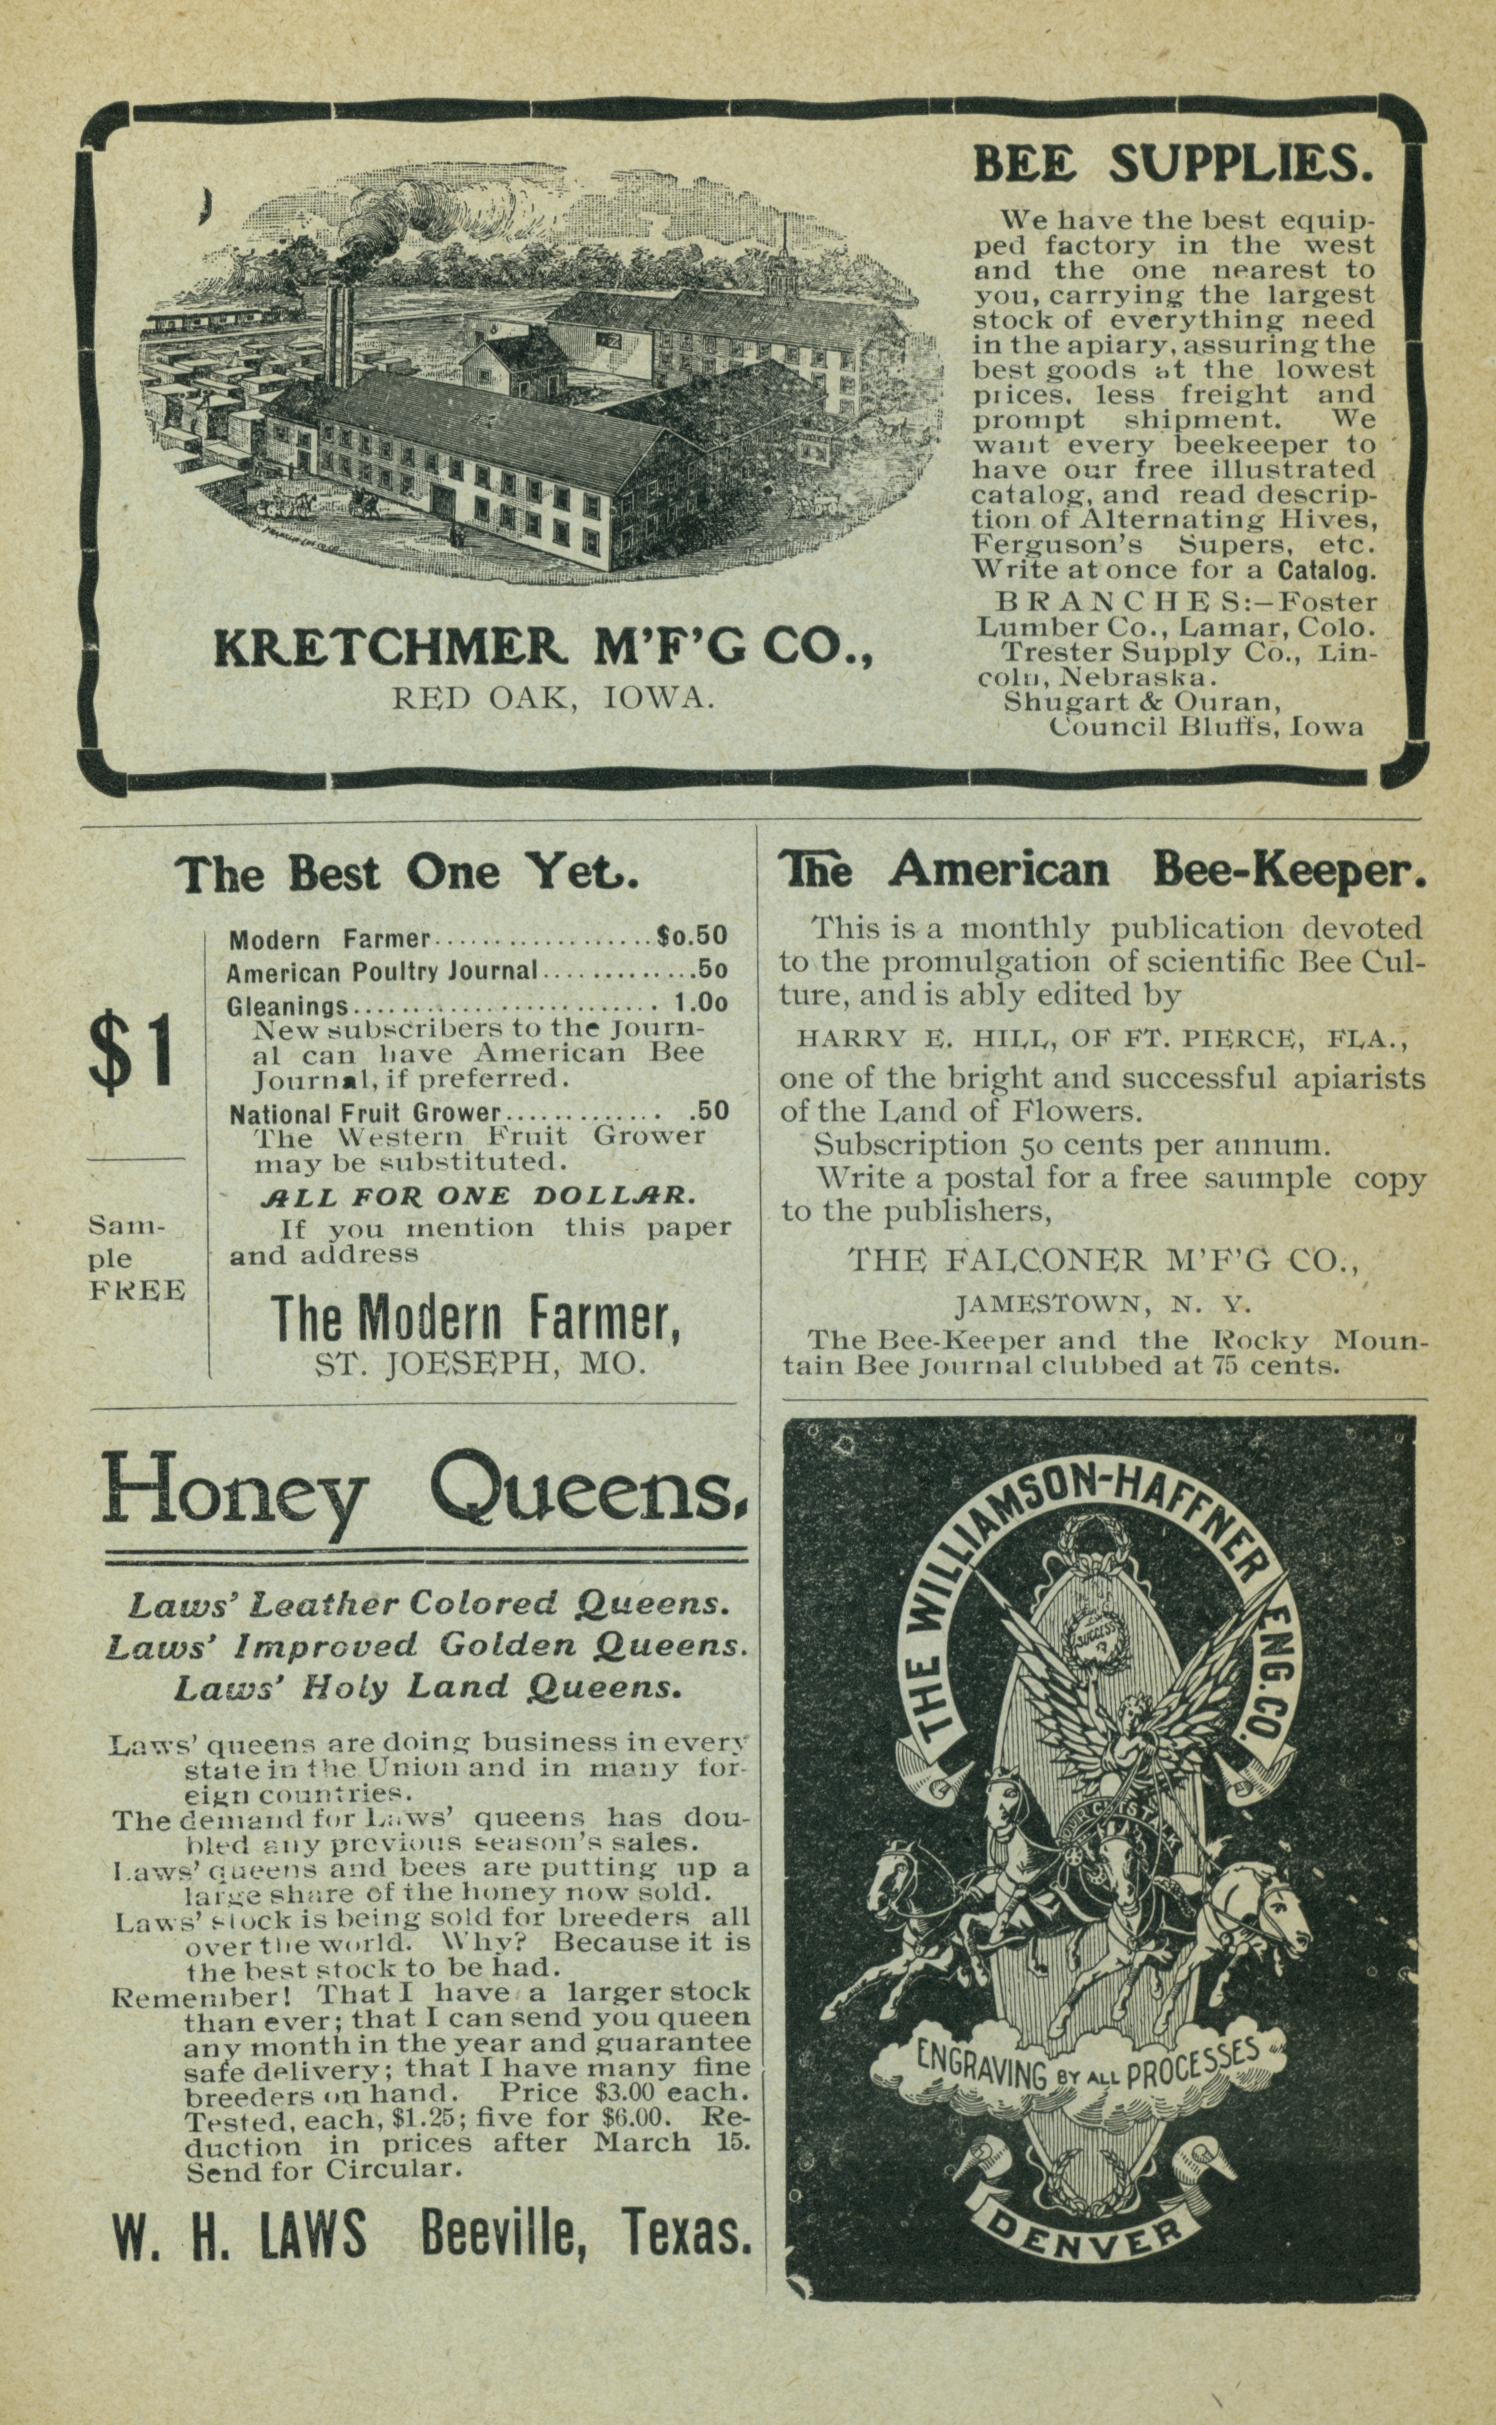 BEE SUPPLIES.
We have the best equip-
ped factory in the west
and the one nearest to
you, carrying the largest
stock of everything need
in the apiary, assuring the
best goods at the lowest
prices, less freight and
prompt shipment. We
want every beekeeper to
have our free illustrated
catalog, and read descrip-
tion of Alternating Hives,
Ferguson's Supers, etc.
Write at once for a Catalog.
BRANCHES:—Foster
Lumber Co., Lamar, Colo.
Trester Supply Co., Lin-
coln, Nebraska.
Shugart & Ouran,
Council Bluffs, Iowa
KRETCHMER M'F'G CO.,
RED OAK, IOWA.
The Best One Yet.
$1
Sam-
ple
FREE
Modern Farmer..................$0.50
American Poultry Journal..............50
Gleanings......................... 1.00
New subscribers to the Journ-
al can have American Bee
Journal, if preferred.
National Fruit Grower............. .50
The Western Fruit Grower
may be substituted.
ALL FOR ONE DOLLAR.
If you mention this paper
and address
The Modern Farmer,
ST. JOESEPH, MO.
The American Bee-Keeper.
This is a monthly publication devoted
to the promulgation of scientific Bee Cul-
ture, and is ably edited by
HARRY E. HILL, OF FT. PIERCE, FLA.,
one of the bright and successful apiarists
of the Land of Flowers.
Subscription 50 cents per annum.
Write a postal for a free saumple copy
to the publishers,
THE FALCONER M'F'G CO.,
JAMESTOWN, N. Y.
The Bee-Keeper and the Rocky Moun-
tain Bee Journal clubbed at 75 cents.
Honey Queens.
Laws' Leather Colored Queens.
Laws' Improved Golden Queens.
Laws' Holy Land Queens.
Laws' queens are doing business in every
state in the Union and in many for-
eign countries.
The demand for Laws' queens has dou-
bled any previous season's sales.
Laws' queens and bees are putting up a
large share of the honey now sold.
Laws' stock is being sold for breeders all
over the world. Why? Because it is
the best stock to be had.
Remember! That I have a larger stock
than ever; that I can send you queen
any month in the year and guarantee
safe delivery; that I have many fine
breeders on hand. Price $3.00 each.
Tested, each, $1.25; five for $6.00. Re-
duction in prices after March 15.
Send for Circular.
W. H. LAWS Beeville, Texas.
THE WILLIAMSON-HAFFNER ENG. CO.
SUCCESS
ENGRAVING BY ALL PROCESSES
DENVER